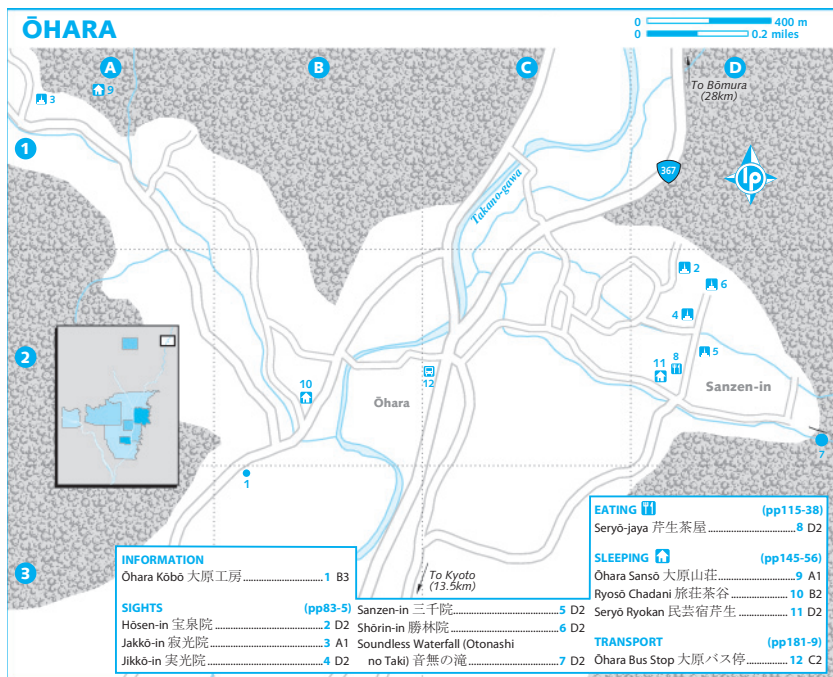 ŌHARA
0 400 m
0 0.2 miles
A B C D
To Bōmura
(28km)
3
9
1
367
lp
Takano-gawa
2
6
4
2
11
8
5
Sanzen-in
10
12
Ōhara
7
1
3
To Kyoto
(13.5km)
INFORMATION
Ōhara Kōbō 大原工房 1 B3
SIGHTS (pp83-5)
Hōsen-in 宝泉院 2 D2
Jakkō-in 寂光院 3 A1
Jikkō-in 実光院 4 D2
Sanzen-in 三千院 5 D2
Shōrin-in 勝林院 6 D2
Soundless Waterfall (Otonashi
no Taki) 音無の滝 7 D2
EATING (pp115-38)
Seryō-jaya 芹生茶屋 8 D2
SLEEPING (pp145-56)
Ōhara Sansō 大原山荘 9 A1
Ryosō Chadani 旅荘茶谷 10 B2
Seryō Ryokan 民芸宿芹生 11 D2
TRANSPORT (pp181-9)
Ōhara Bus Stop 大原バス停 12 C2